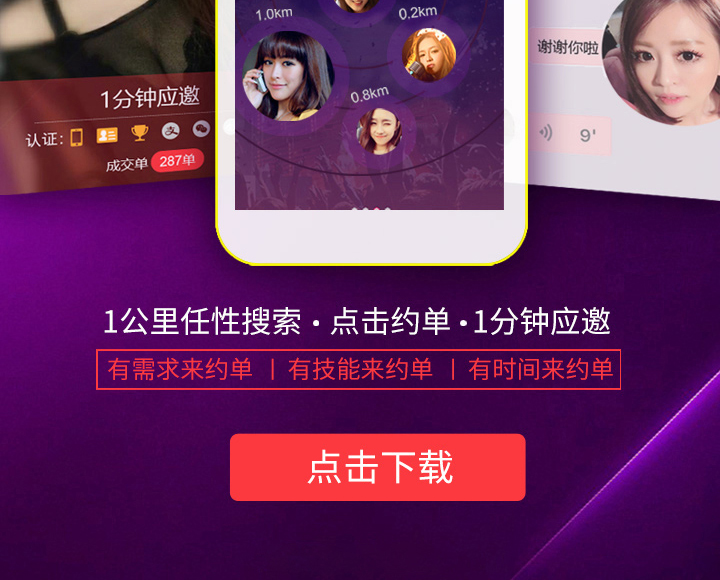 1.0km
0.2km
谢谢你啦
0.8km
1分钟应邀
认证:
支
9'
成交单 287单
1公里任性搜索·点击约单·1分钟应邀
有需求来约单 | 有技能来约单 | 有时间来约单
点击下载